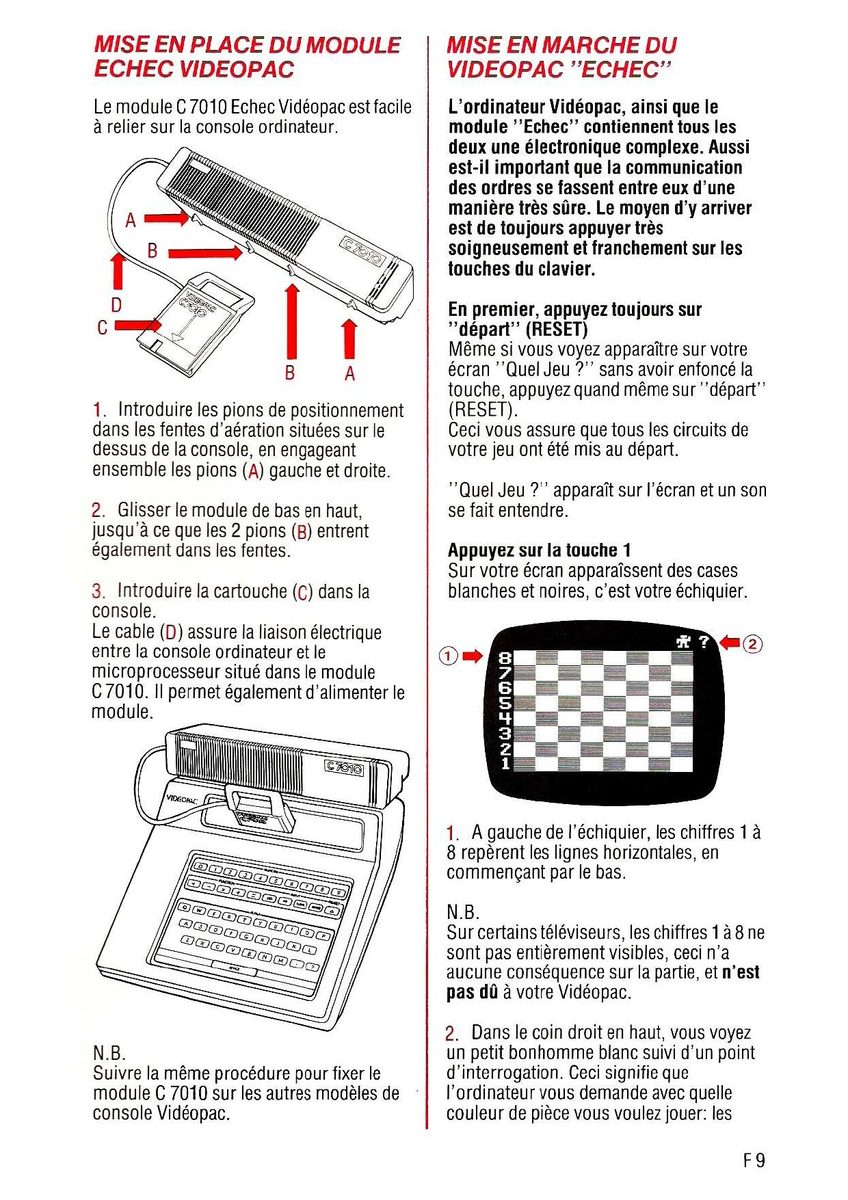 MISE EN PLACE DU MODULE
ECHEC VIDEOPAC
Le module C 7010 Echec Vidéopac est facile
à relier sur la console ordinateur.
A
B
C 7010
D
C
VIDEOPAC
C 7010
B
A
1. Introduire les pions de positionnement
dans les fentes d'aération situées sur le
dessus de la console, en engageant
ensemble les pions (A) gauche et droite.
2. Glisser le module de bas en haut,
jusqu'à ce que les 2 pions (B) entrent
également dans les fentes.
3. Introduire la cartouche (C) dans la
console.
Le cable (D) assure la liaison électrique
entre la console ordinateur et le
microprocesseur situé dans le module
C 7010. Il permet également d'alimenter le
module.
C 7010
VIDEOPAC
N.B.
Suivre la même procédure pour fixer le
module C 7010 sur les autres modèles de
console Vidéopac.
MISE EN MARCHE DU
VIDEOPAC "ECHEC"
L'ordinateur Vidéopac, ainsi que le
module "Echec" contiennent tous les
deux une électronique complexe. Aussi
est-il important que la communication
des ordres se fassent entre eux d'une
manière très sûre. Le moyen d'y arriver
est de toujours appuyer très
soigneusement et franchement sur les
touches du clavier.
En premier, appuyez toujours sur
"départ" (RESET)
Même si vous voyez apparaître sur votre
écran "Quel Jeu ?" sans avoir enfoncé la
touche, appuyez quand même sur "départ"
(RESET).
Ceci vous assure que tous les circuits de
votre jeu ont été mis au départ.
"Quel Jeu ?" apparaît sur l'écran et un son
se fait entendre.
Appuyez sur la touche 1
Sur votre écran apparaîssent des cases
blanches et noires, c'est votre échiquier.
? 2
1 8
7
6
5
4
3
2
1
1. A gauche de l'échiquier, les chiffres 1 à
8 repèrent les lignes horizontales, en
commençant par le bas.
N.B.
Sur certains téléviseurs, les chiffres 1 à 8 ne
sont pas entièrement visibles, ceci n'a
aucune conséquence sur la partie, et n'est
pas dû à votre Vidéopac.
2. Dans le coin droit en haut, vous voyez
un petit bonhomme blanc suivi d'un point
d'interrogation. Ceci signifie que
l'ordinateur vous demande avec quelle
couleur de pièce vous voulez jouer: les
F 9